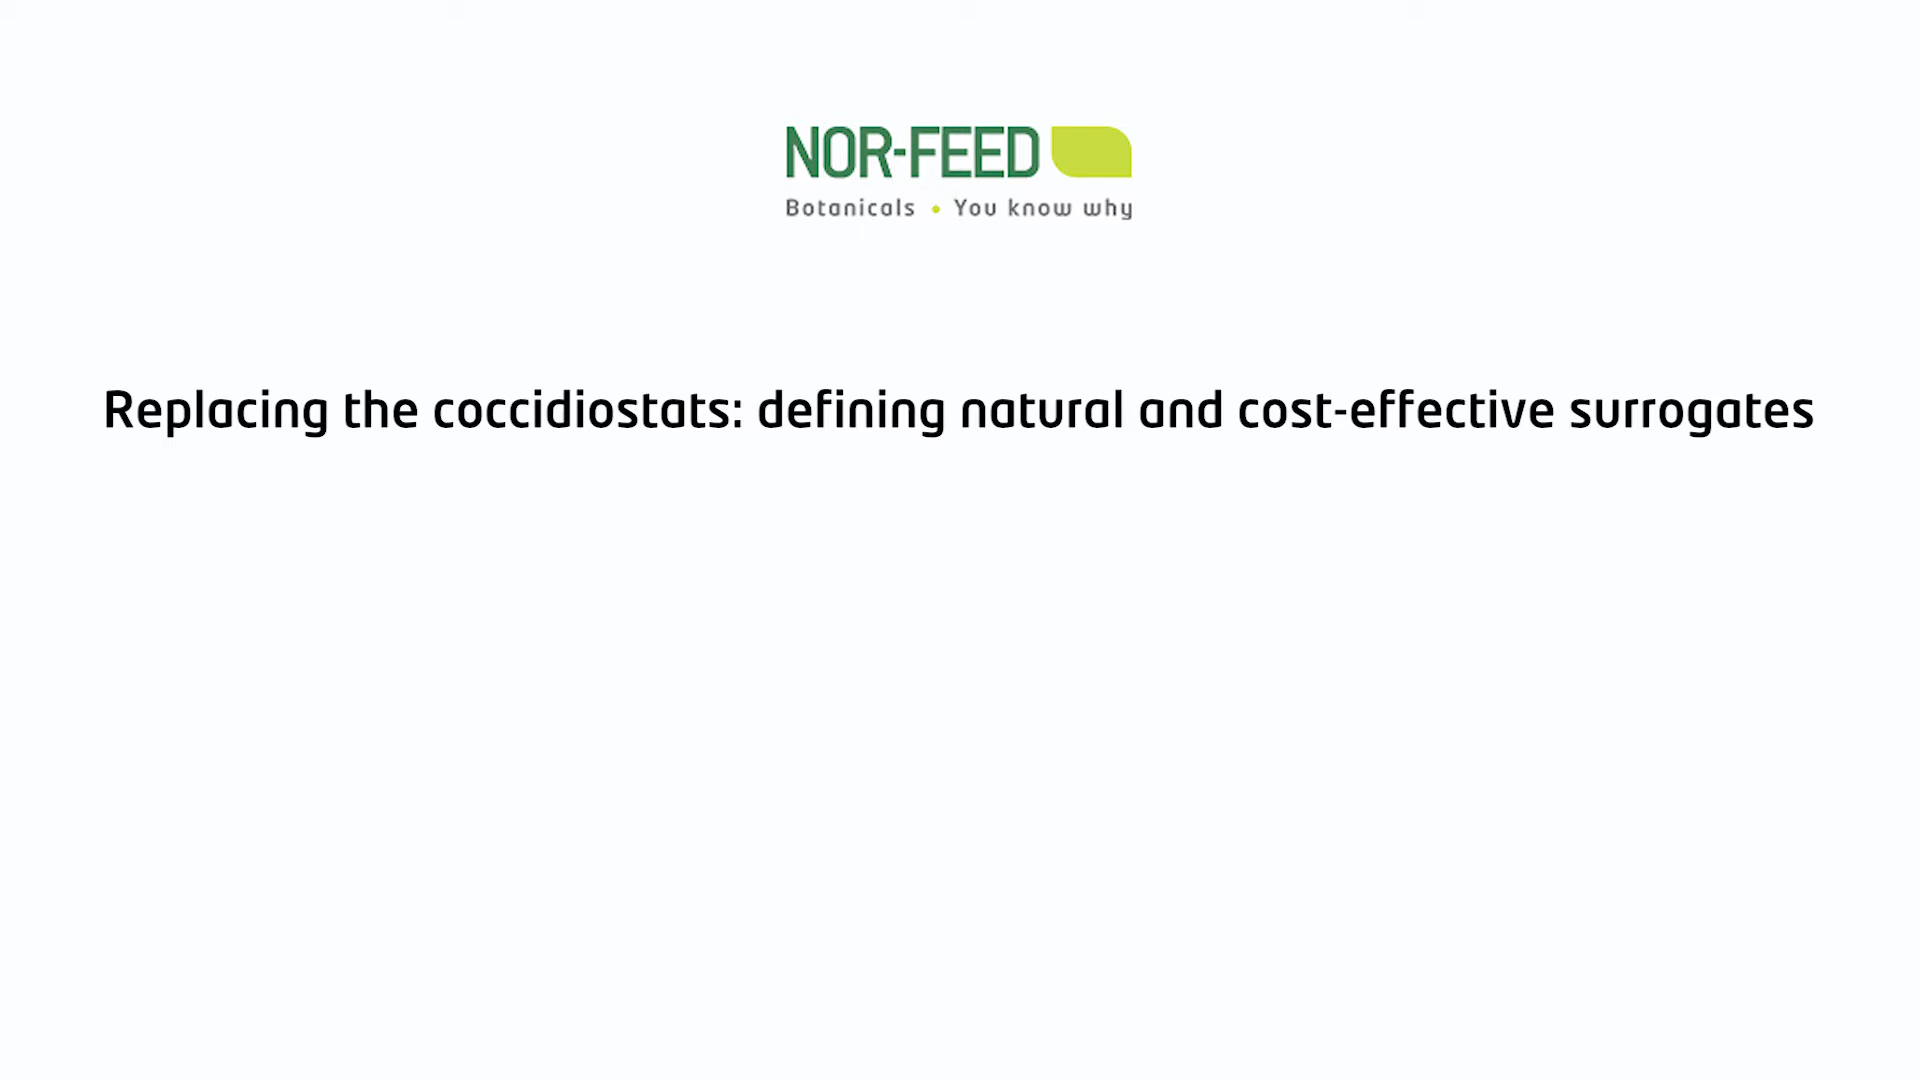 NOR-FEED
Botanicals • You know why
Replacing the coccidiostats: defining natural and cost-effective surrogates